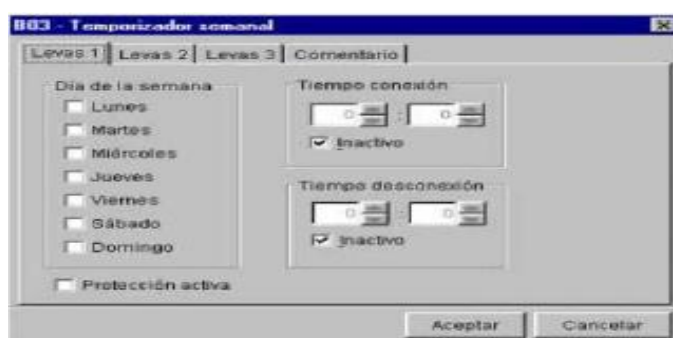 B03 - Temporizador semanal
Levas 1 Levas 2 Levas 3 Comentario
Día de la semana
Lunes
Martes
Miércoles
Jueves
Viernes
Sábado
Domingo
Protección activa
Tiempo conexión
0 : 0
Inactivo
Tiempo desconexión
0 : 0
Inactivo
Aceptar Cancelar